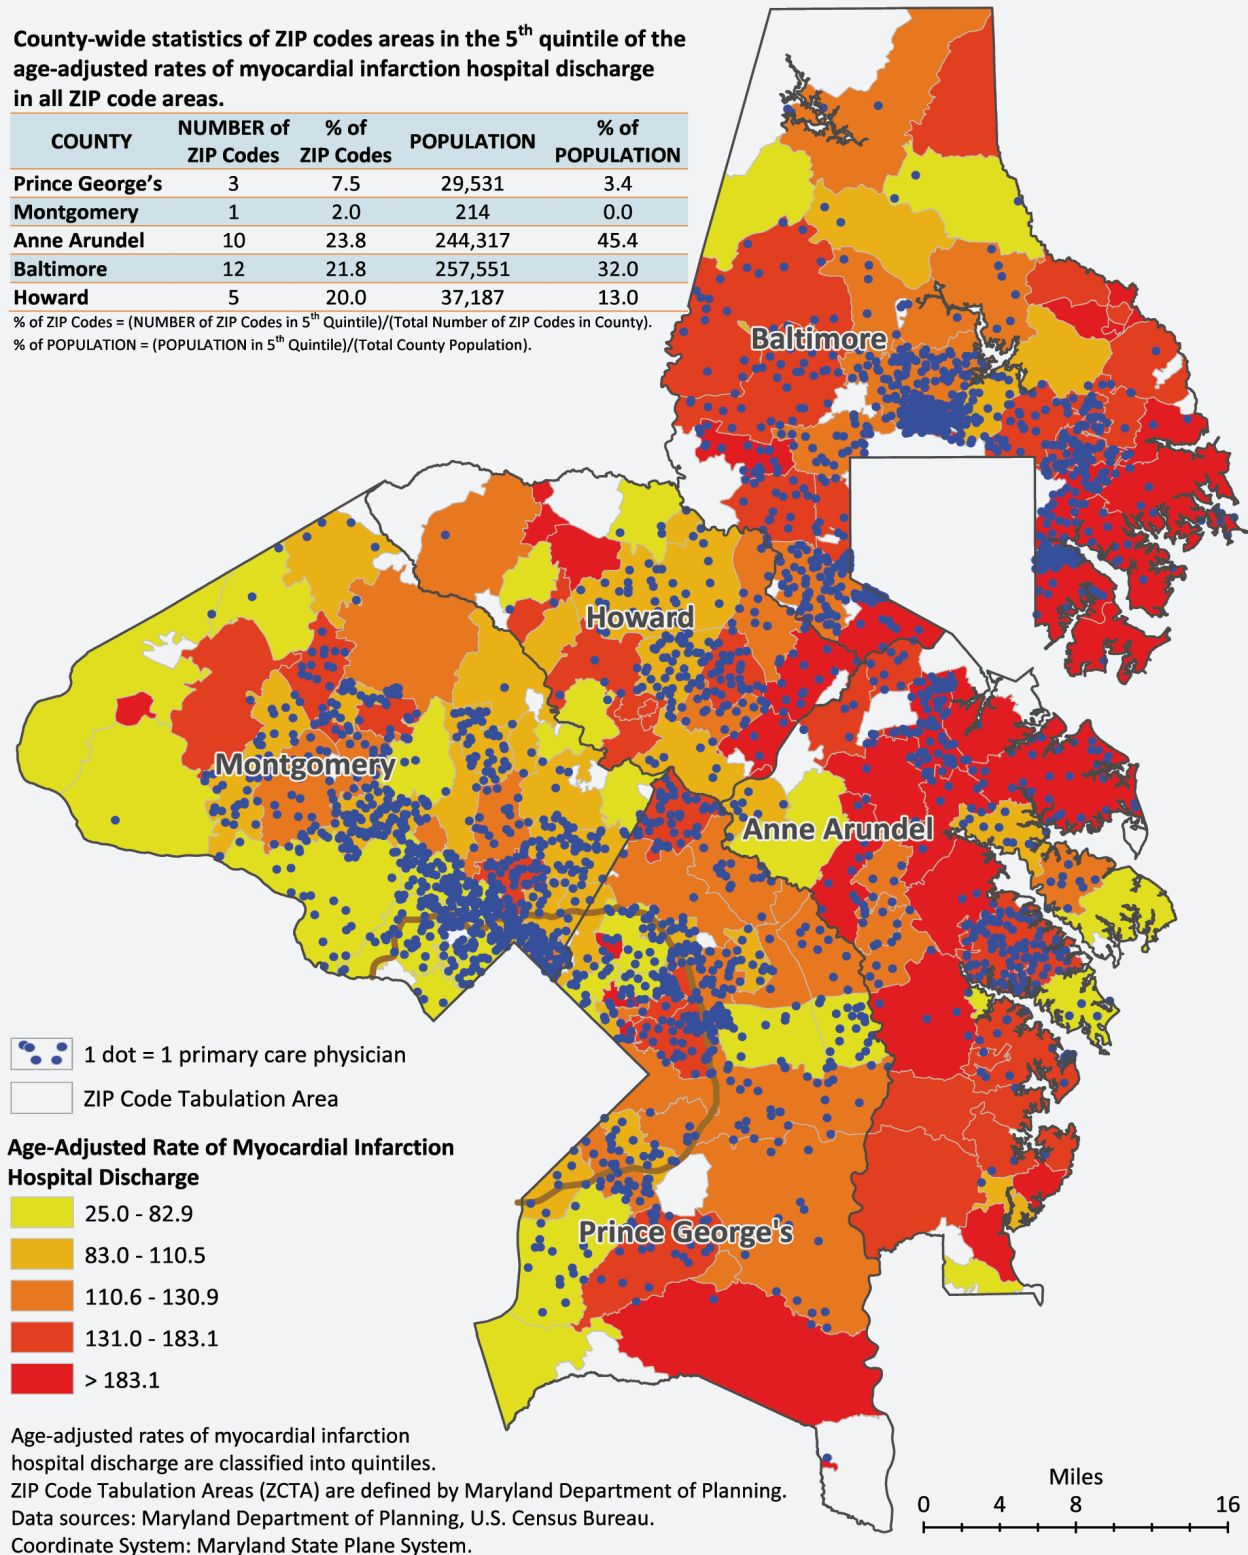 County-wide statistics of ZIP codes areas in the 5th quintile of the
age-adjusted rates of myocardial infarction hospital discharge
in all ZIP code areas.
COUNTY NUMBER of ZIP Codes % of ZIP Codes POPULATION % of POPULATION
Prince George’s 3 7.5 29,531 3.4
Montgomery 1 2.0 214 0.0
Anne Arundel 10 23.8 244,317 45.4
Baltimore 12 21.8 257,551 32.0
Howard 5 20.0 37,187 13.0
% of ZIP Codes = (NUMBER of ZIP Codes in 5th Quintile)/(Total Number of ZIP Codes in County).
% of POPULATION = (POPULATION in 5th Quintile)/(Total County Population).
Baltimore
Howard
Montgomery
Anne Arundel
Prince George's
1 dot = 1 primary care physician
ZIP Code Tabulation Area
Age-Adjusted Rate of Myocardial Infarction
Hospital Discharge
25.0 - 82.9
83.0 - 110.5
110.6 - 130.9
131.0 - 183.1
> 183.1
Age-adjusted rates of myocardial infarction
hospital discharge are classified into quintiles.
ZIP Code Tabulation Areas (ZCTA) are defined by Maryland Department of Planning.
Data sources: Maryland Department of Planning, U.S. Census Bureau.
Coordinate System: Maryland State Plane System.
Miles
0 4 8 16